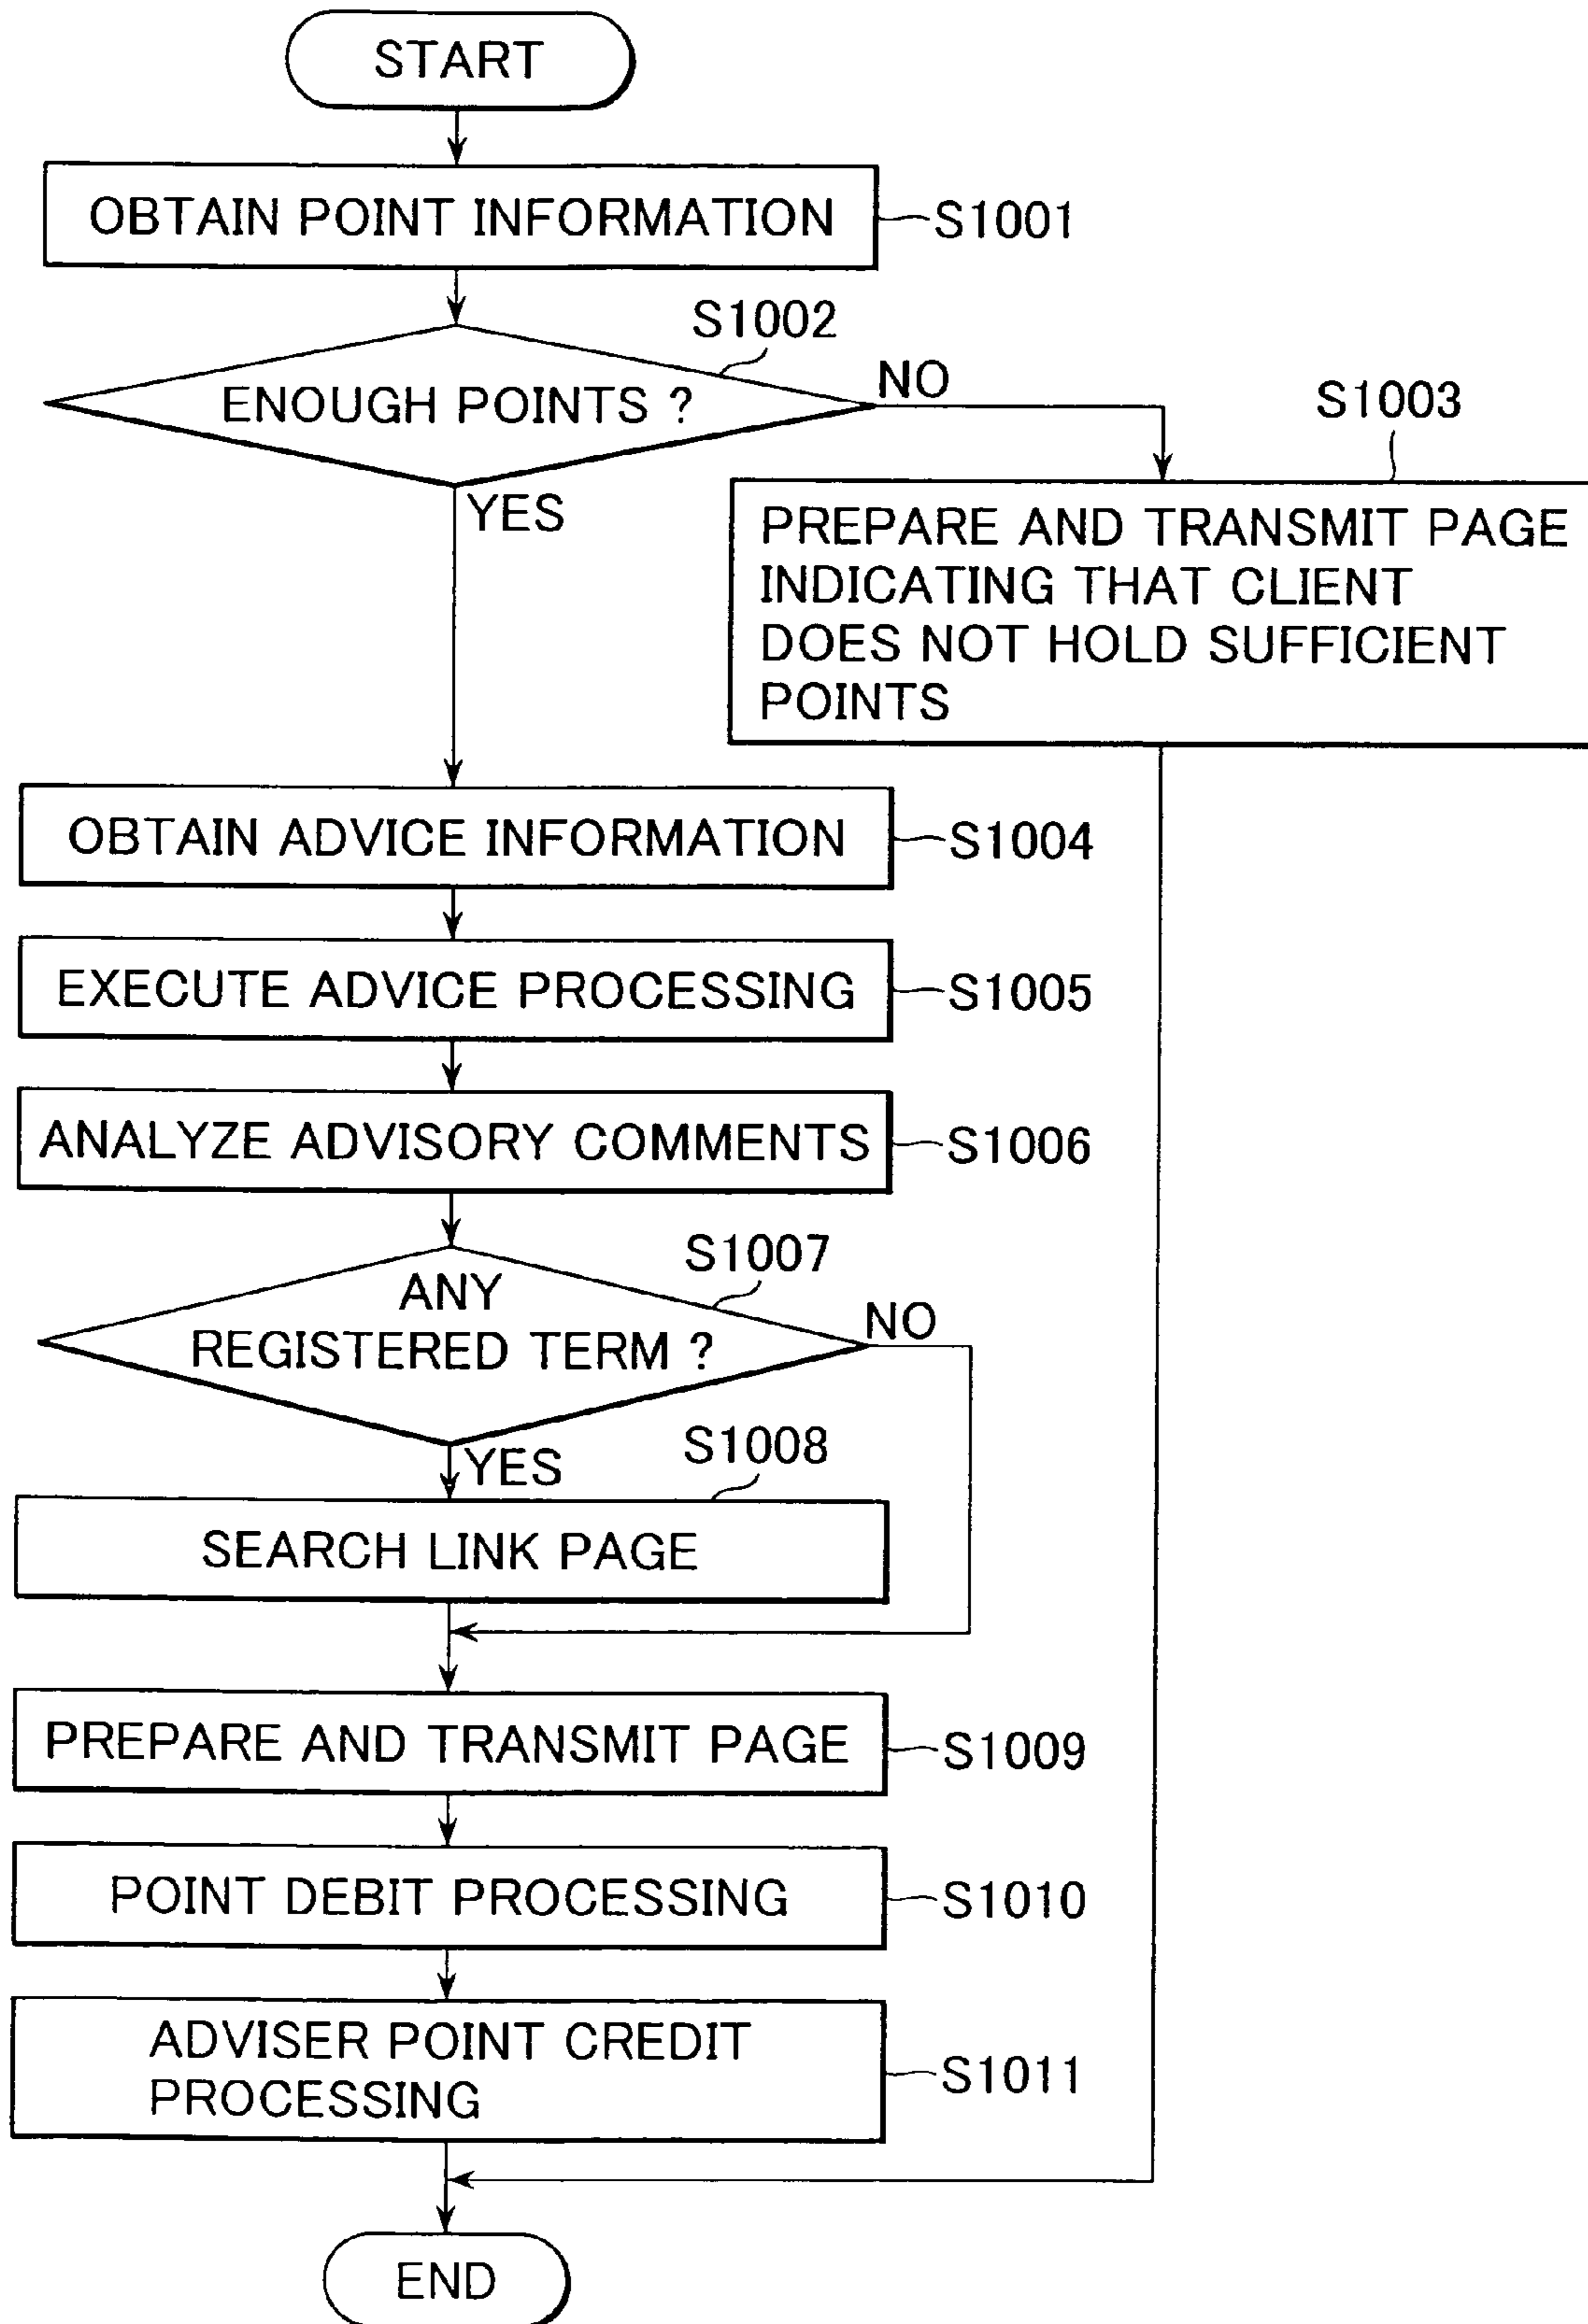 START
OBTAIN POINT INFORMATION
S1001
S1002
ENOUGH POINTS ?
NO
YES
S1003
PREPARE AND TRANSMIT PAGE
INDICATING THAT CLIENT
DOES NOT HOLD SUFFICIENT
POINTS
OBTAIN ADVICE INFORMATION
S1004
EXECUTE ADVICE PROCESSING
S1005
ANALYZE ADVISORY COMMENTS
S1006
S1007
ANY
REGISTERED TERM ?
NO
YES
S1008
SEARCH LINK PAGE
PREPARE AND TRANSMIT PAGE
S1009
POINT DEBIT PROCESSING
S1010
ADVISER POINT CREDIT
PROCESSING
S1011
END